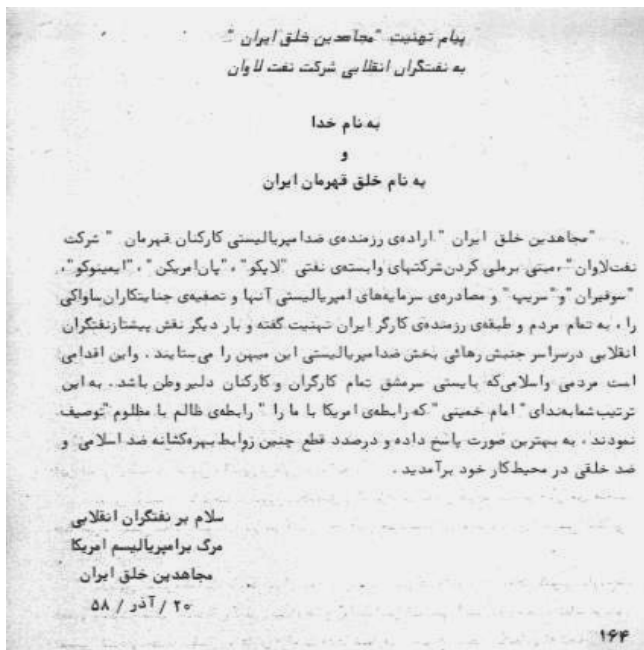 پیام تهنیت "مجاهدین خلق ایران"
به نفتگران انقلابی شرکت نفت لاوان
به نام خدا
و
به نام خلق قهرمان ایران
"مجاهدین خلق ایران" اراده‌ی رزمنده‌ی ضدامپریالیستی کارکنان قهرمان "شرکت
نفت‌لاوان"، مبنی برملی کردن‌شرکتهای وابسته‌ی نفتی "لاپکو"، "پان‌امریکن"، "ایمینوکو"،
"سوفیران" و "سریپ" و مصادره‌ی سرمایه‌های امپریالیستی آنها و تصفیه‌ی جنایتکاران‌ساواکی
را، به تمام مردم و طبقه‌ی رزمنده‌ی کارگر ایران تهنیت گفته و بار دیگر نقش پیشتازنفتگران
انقلابی درسراسر جنبش رهائی بخش ضدامپریالیستی این میهن را می‌ستایند. واین اقدامی
است مردمی واسلامی‌که بایستی سرمشق تمام کارگران و کارکنان دلیر وطن باشد. به این
ترتیب‌شمابه‌ندای "امام خمینی" که رابطه‌ی امریکا با ما را "رابطه‌ی ظالم با مظلوم" توصیف
نمودند، به بهترین صورت پاسخ داده و درصدد قطع چنین روابط بهره‌کشانه ضد اسلامی و
ضد خلقی در محیط‌کار خود برآمدید.
سلام بر نفتگران انقلابی
مرگ برامپریالیسم امریکا
مجاهدین خلق ایران
۲۰ / آذر / ۵۸
۱۶۴